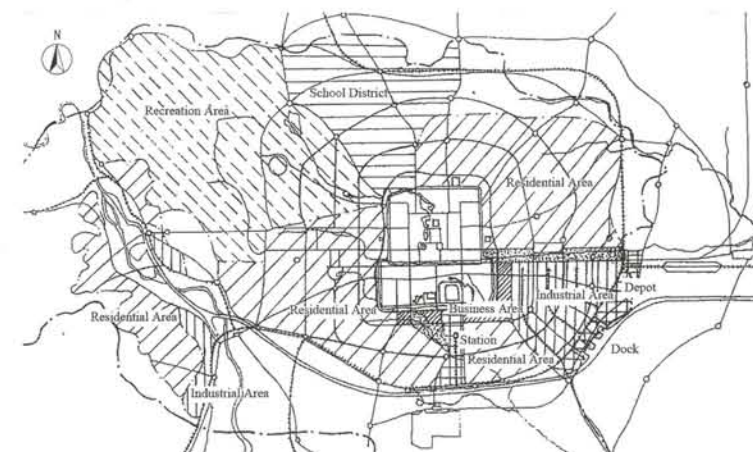 N
School District
Recreation Area
Residential Area
Industrial Area
Depot
Residential Area
Business Area
Residential Area
Station
Residential Area
Dock
Industrial Area